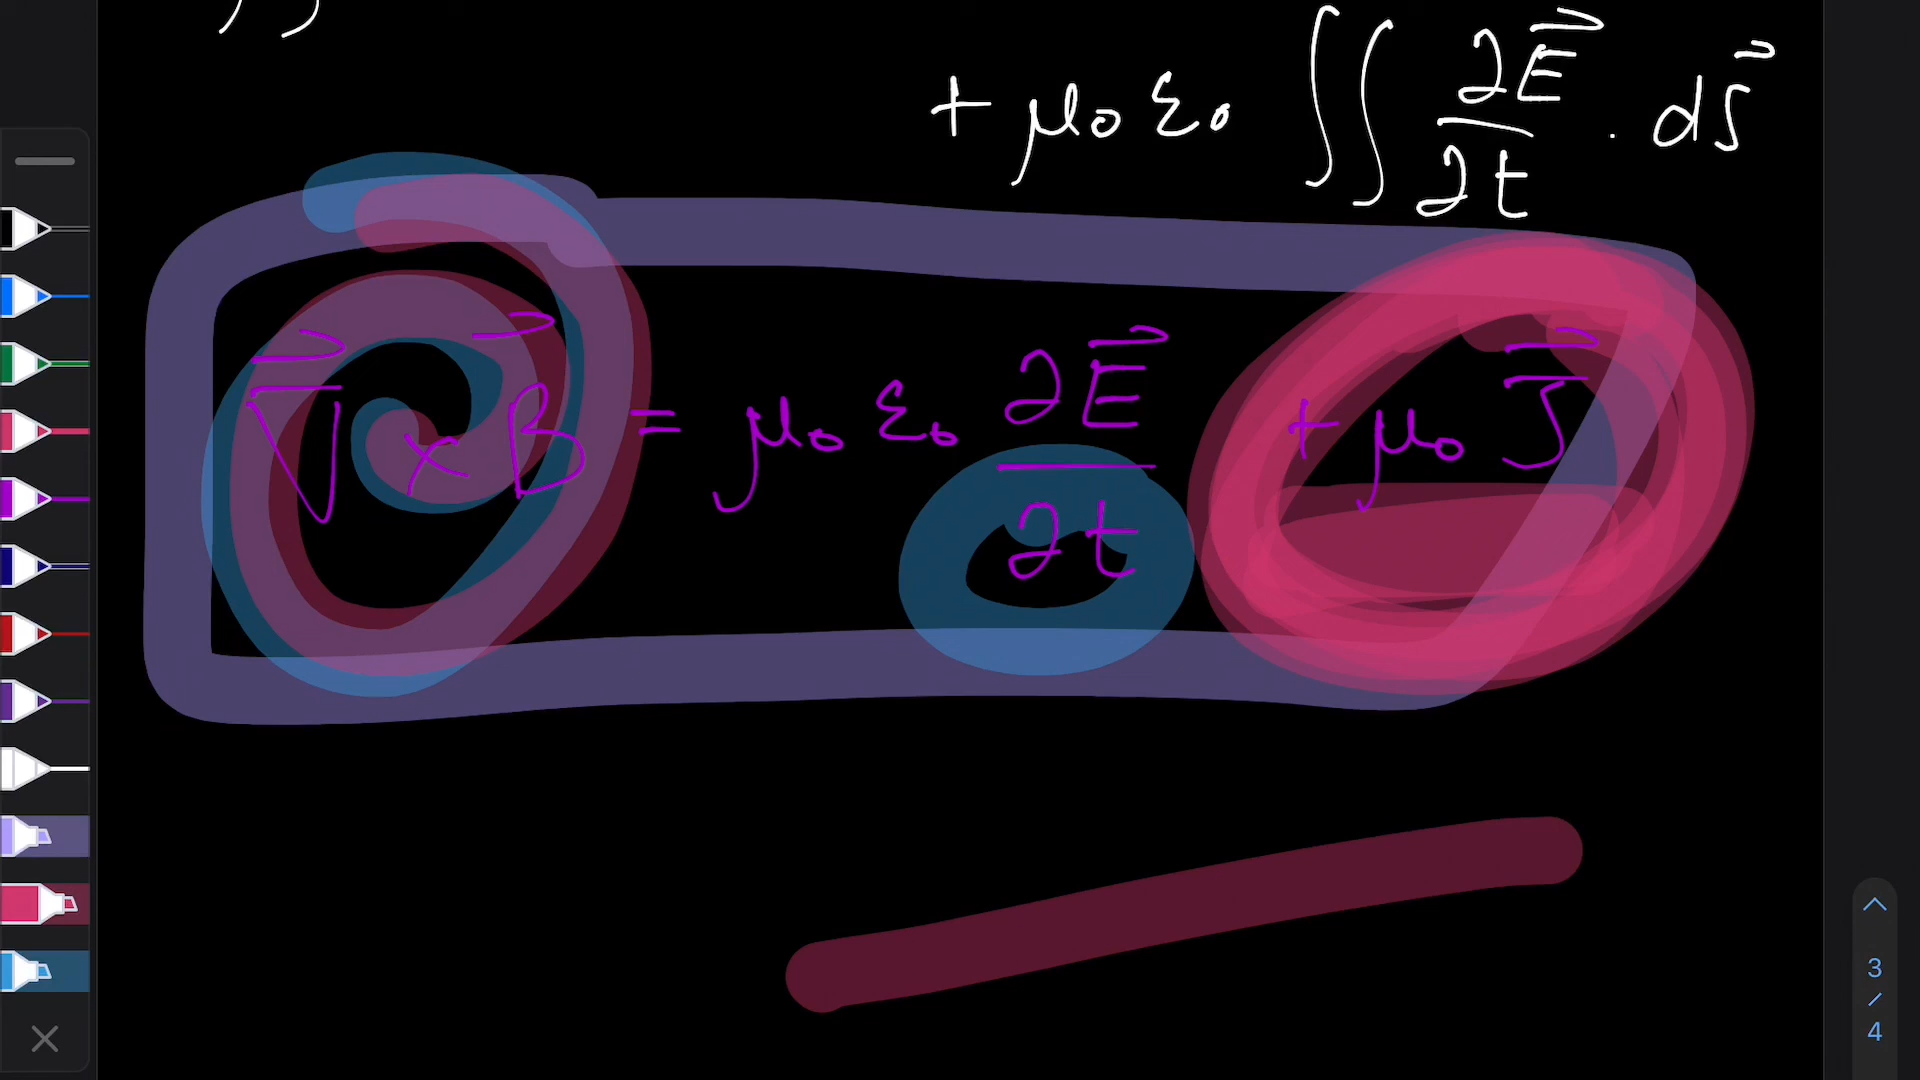 + μ₀ ε₀ ∬ ∂E⃗/∂t . dS⃗
∇⃗ × B⃗ = μ₀ ε₀ ∂E⃗/∂t + μ₀ J⃗
3
/
4